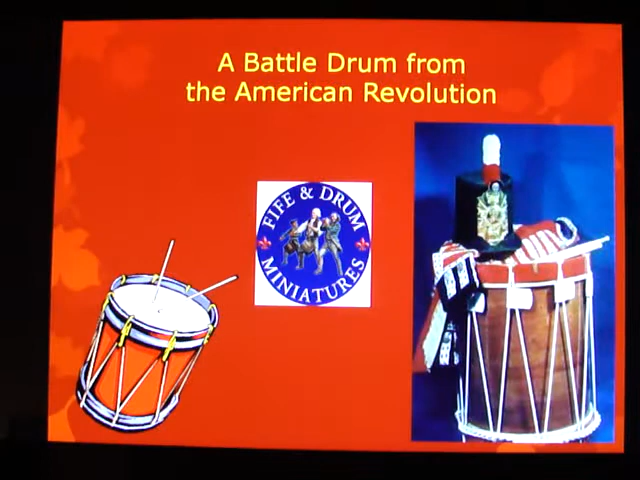 A Battle Drum from
the American Revolution
FIFE & DRUM
MINIATURES